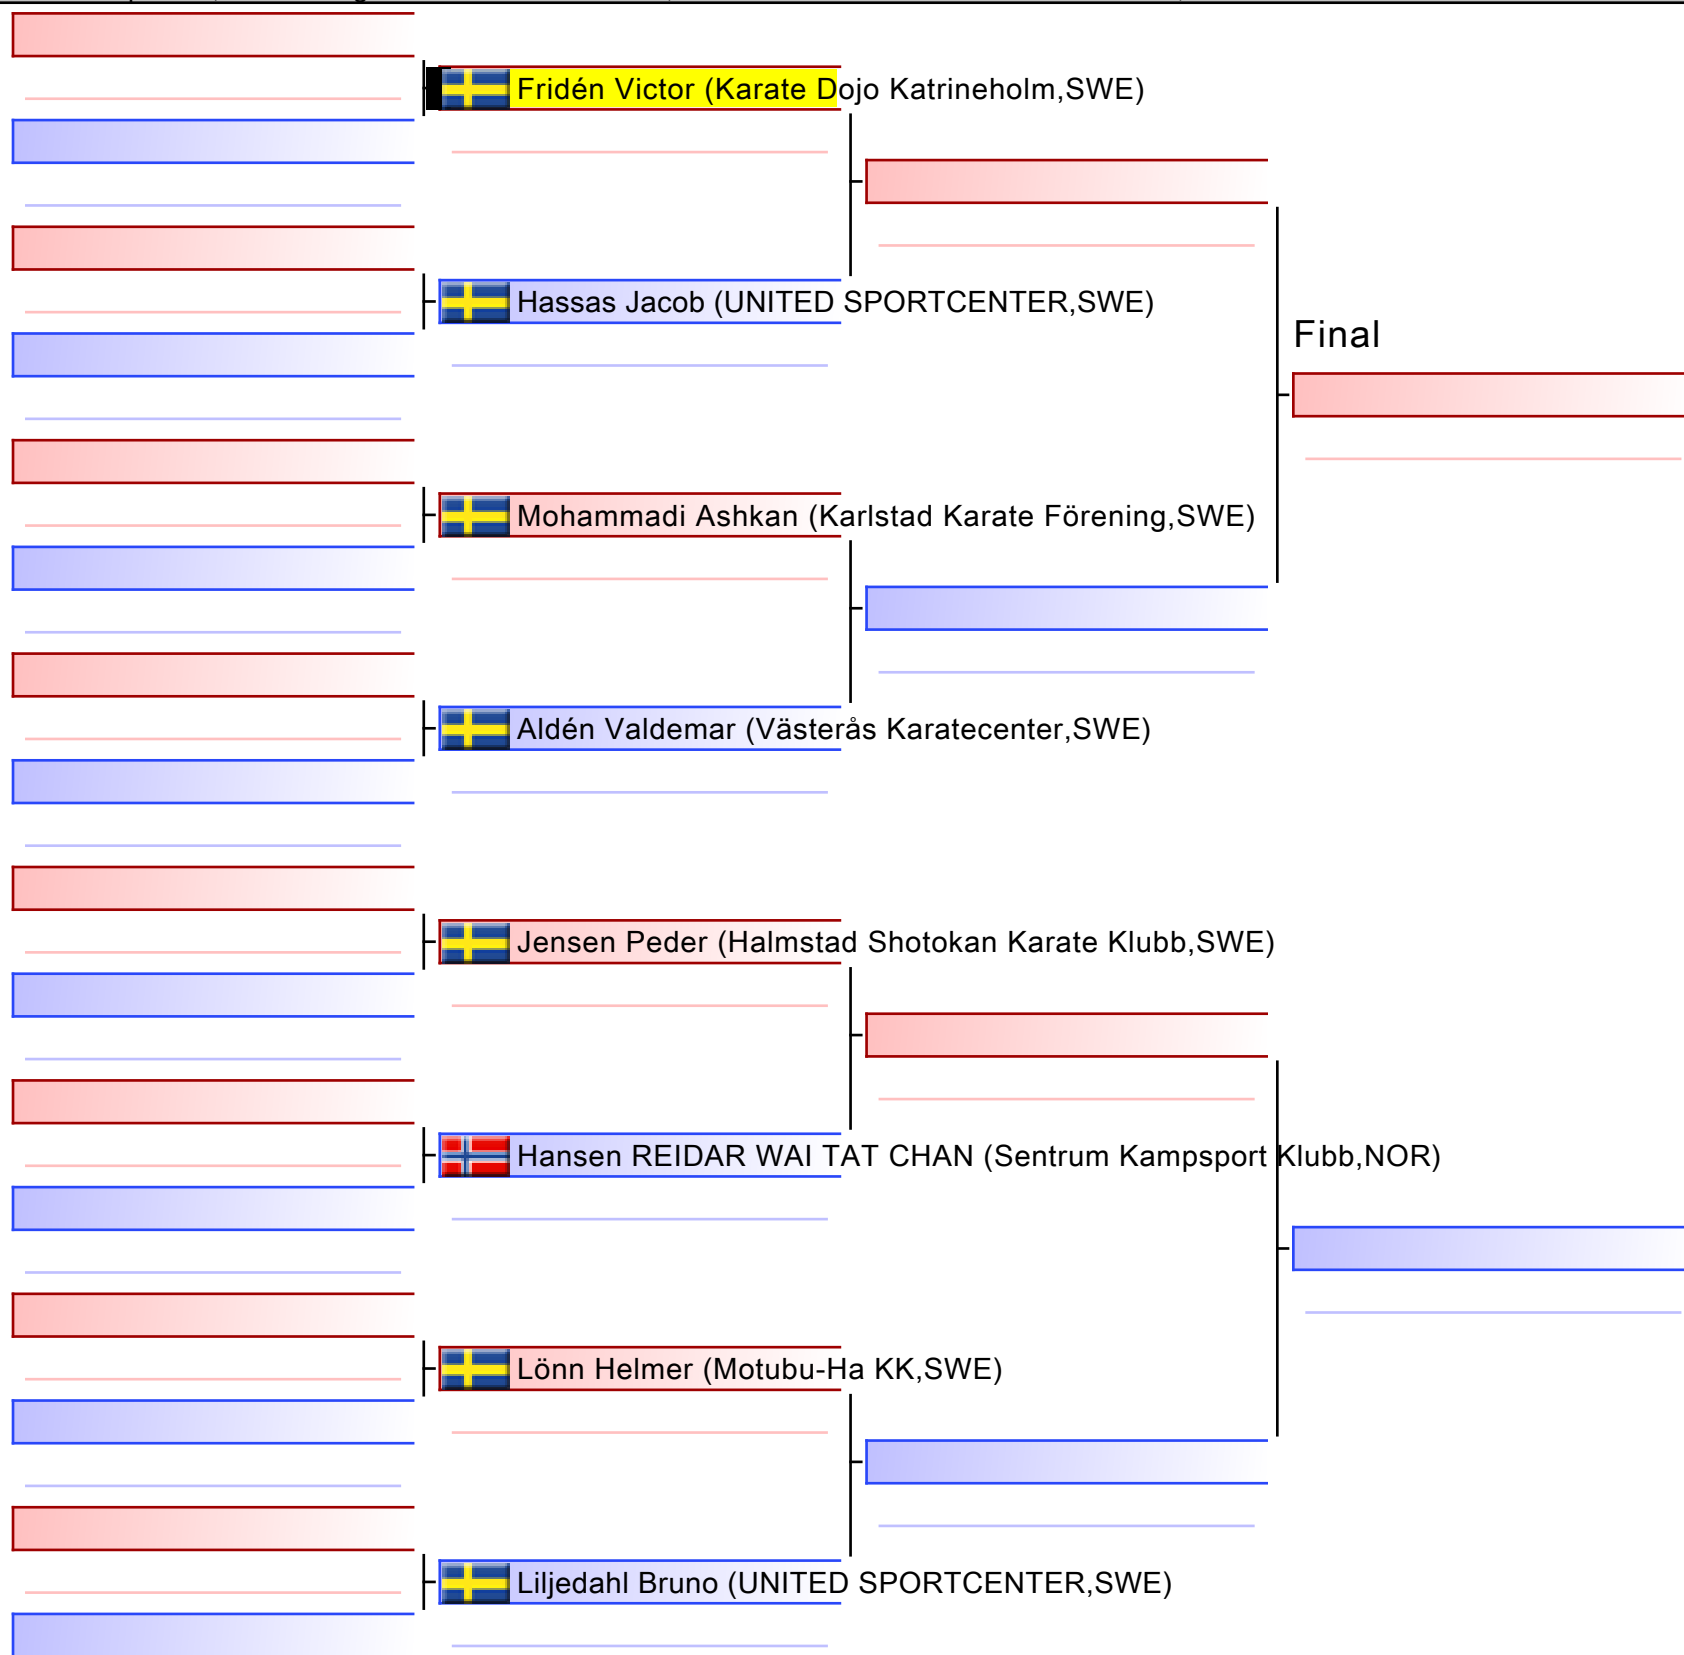 Fridén Victor (Karate Dojo Katrineholm,SWE)
Hassas Jacob (UNITED SPORTCENTER,SWE)
Final
Mohammadi Ashkan (Karlstad Karate Förening,SWE)
Aldén Valdemar (Västerås Karatecenter,SWE)
Jensen Peder (Halmstad Shotokan Karate Klubb,SWE)
Hansen REIDAR WAI TAT CHAN (Sentrum Kampsport Klubb,NOR)
Lönn Helmer (Motubu-Ha KK,SWE)
Liljedahl Bruno (UNITED SPORTCENTER,SWE)